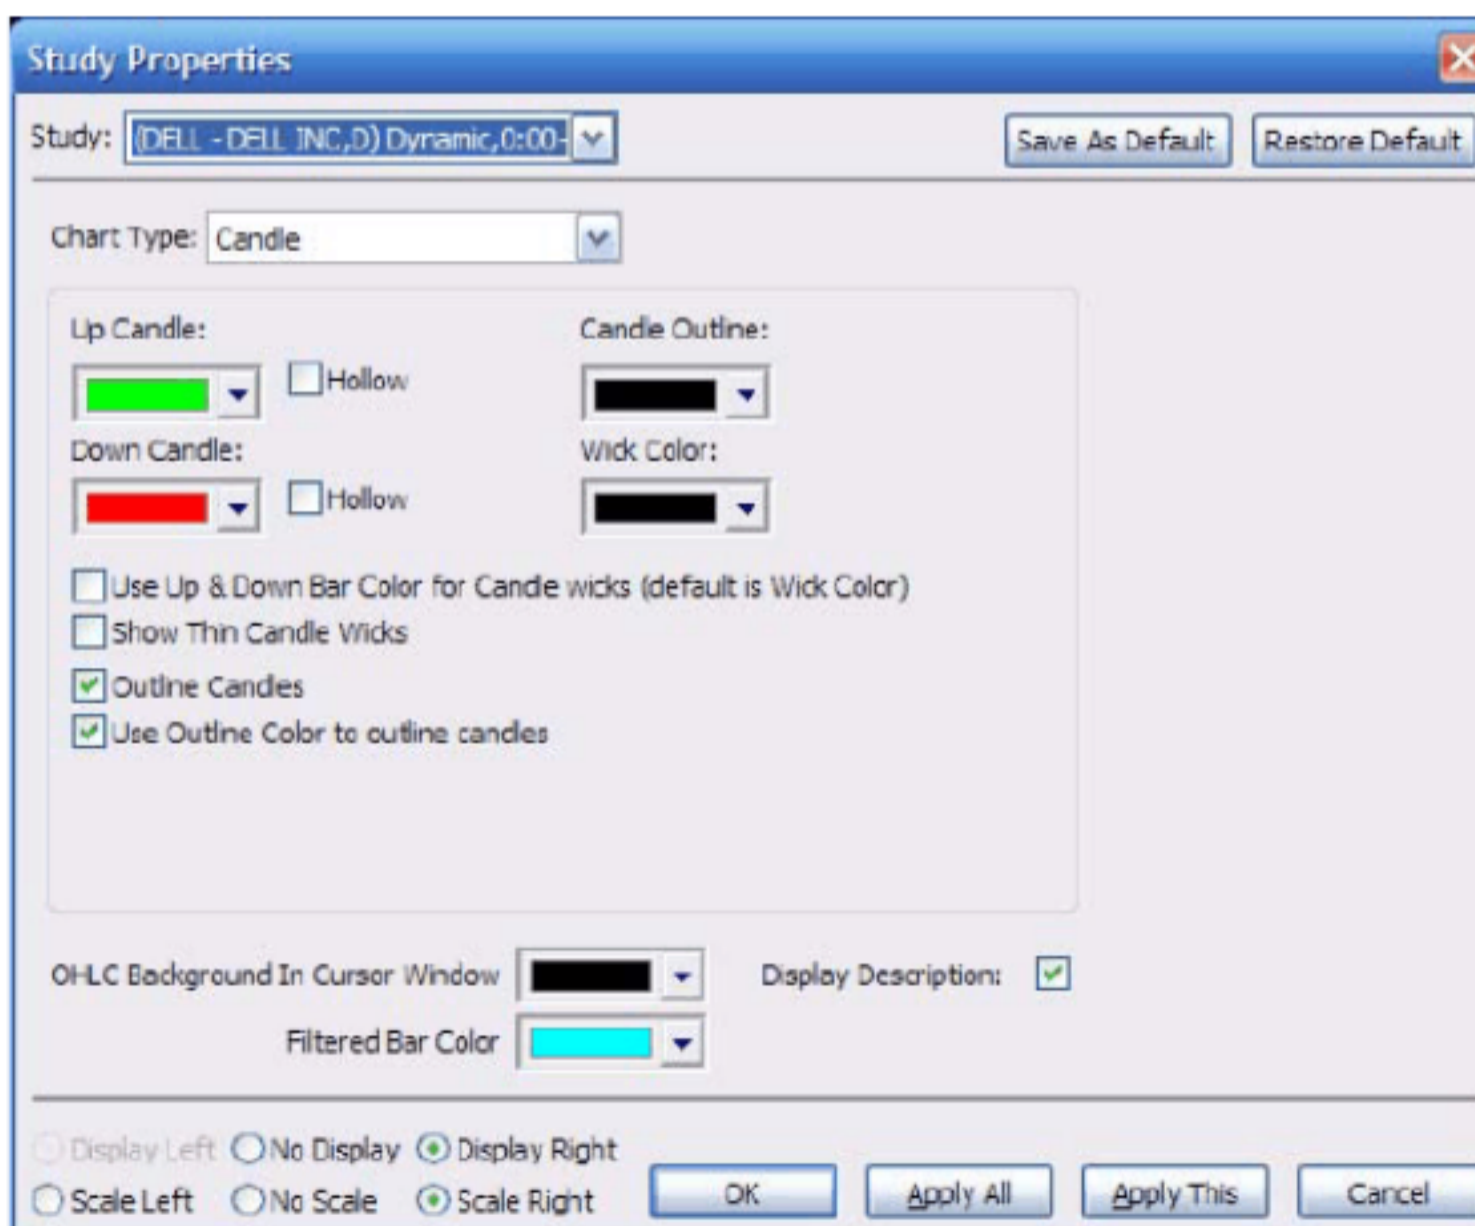 Study Properties
Study: (DELL - DELL INC,D) Dynamic,0:00- Save As Default Restore Default
Chart Type: Candle
Up Candle: Candle Outline:
Hollow
Down Candle: Wick Color:
Hollow
Use Up & Down Bar Color for Candle wicks (default is Wick Color)
Show Thin Candle Wicks
Outline Candles
Use Outline Color to outline candles
OHLC Background In Cursor Window Display Description:
Filtered Bar Color
Display Left No Display Display Right
Scale Left No Scale Scale Right OK Apply All Apply This Cancel